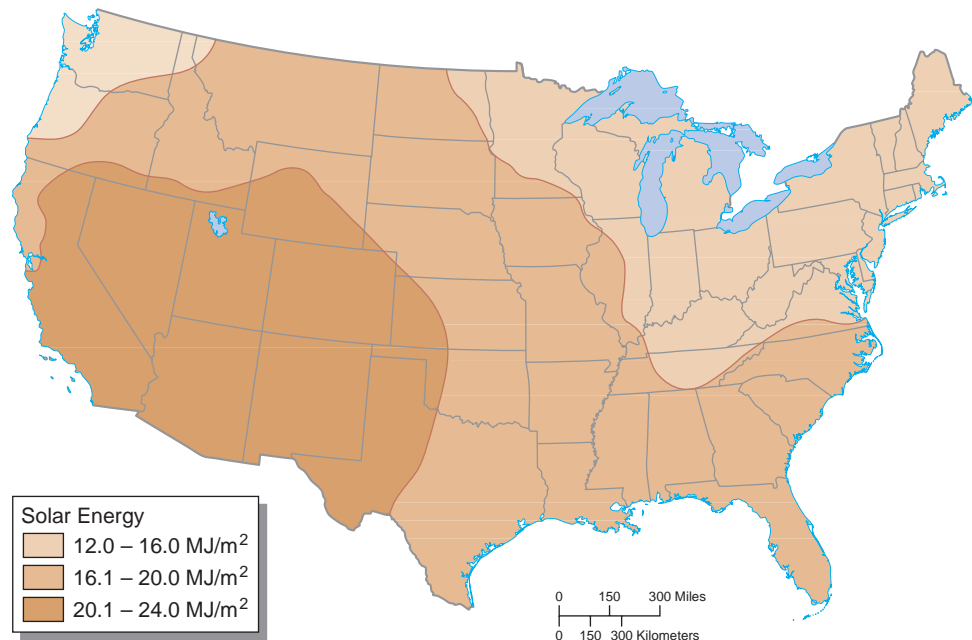 Solar Energy
12.0 – 16.0 MJ/m²
16.1 – 20.0 MJ/m²
20.1 – 24.0 MJ/m²
0 150 300 Miles
0 150 300 Kilometers